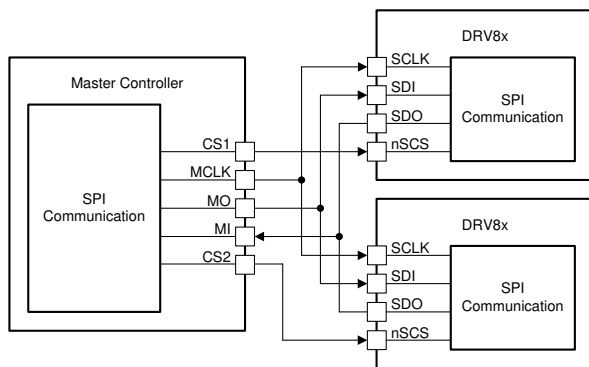 Master Controller
SPI
Communication
CS1
MCLK
MO
MI
CS2
DRV8x
SCLK
SDI
SDO
nSCS
SPI
Communication
DRV8x
SCLK
SDI
SDO
nSCS
SPI
Communication